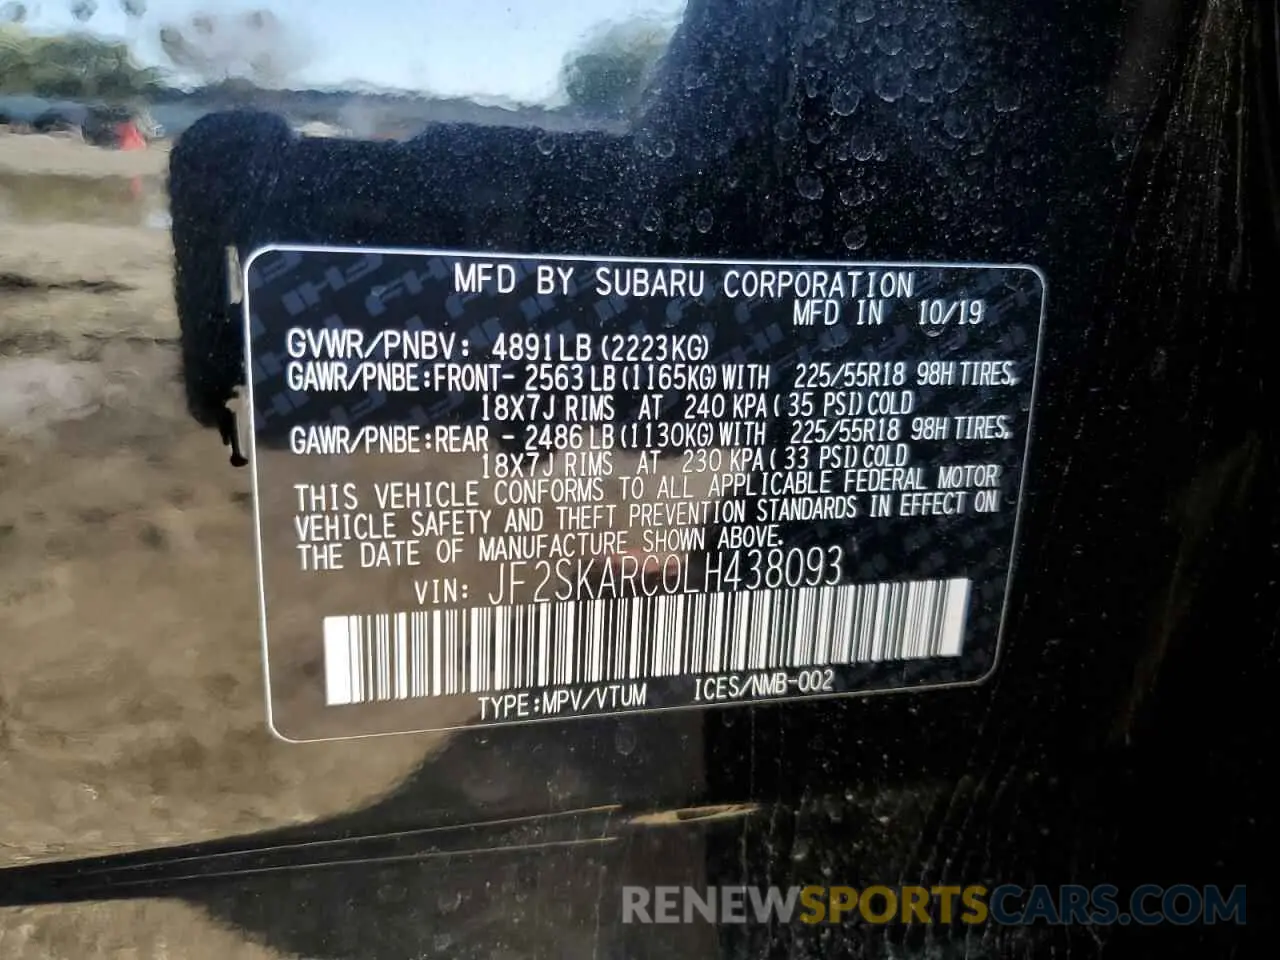 MFD BY SUBARU CORPORATION
MFD IN 10/19
GVWR/PNBV: 4891LB (2223KG)
GAWR/PNBE:FRONT- 2563LB(1165KG)WITH 225/55R18 98H TIRES,
18X7J RIMS AT 240 KPA(35 PSI)COLD
GAWR/PNBE:REAR - 2486LB(1130KG)WITH 225/55R18 98H TIRES,
18X7J RIMS AT 230 KPA(33 PSI)COLD
THIS VEHICLE CONFORMS TO ALL APPLICABLE FEDERAL MOTOR
VEHICLE SAFETY AND THEFT PREVENTION STANDARDS IN EFFECT ON
THE DATE OF MANUFACTURE SHOWN ABOVE.
VIN: JF2SKARC0LH438093
TYPE:MPV/VTUM ICES/NMB-002
RENEWSPORTSCARS.COM